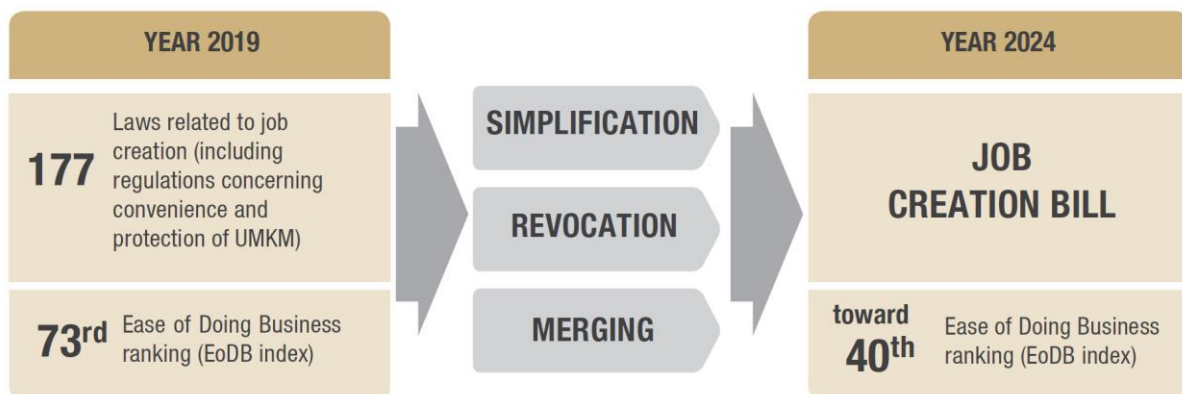 YEAR 2019
177
Laws related to job
creation (including
regulations concerning
convenience and
protection of UMKM)
73rd
Ease of Doing Business
ranking (EoDB index)
SIMPLIFICATION
REVOCATION
MERGING
YEAR 2024
JOB
CREATION BILL
toward
40th
Ease of Doing Business
ranking (EoDB index)